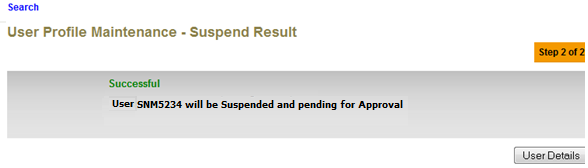 Search
User Profile Maintenance - Suspend Result
Step 2 of 2
Successful
User SNM5234 will be Suspended and pending for Approval
User Details